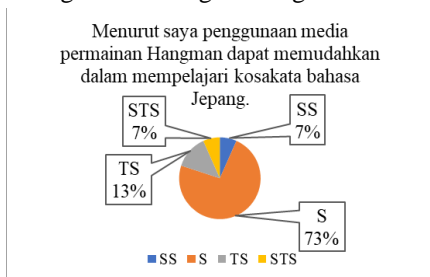 Menurut saya penggunaan media
permainan Hangman dapat memudahkan
dalam mempelajari kosakata bahasa
Jepang.
STS
7%
SS
7%
TS
13%
S
73%
SS S TS STS